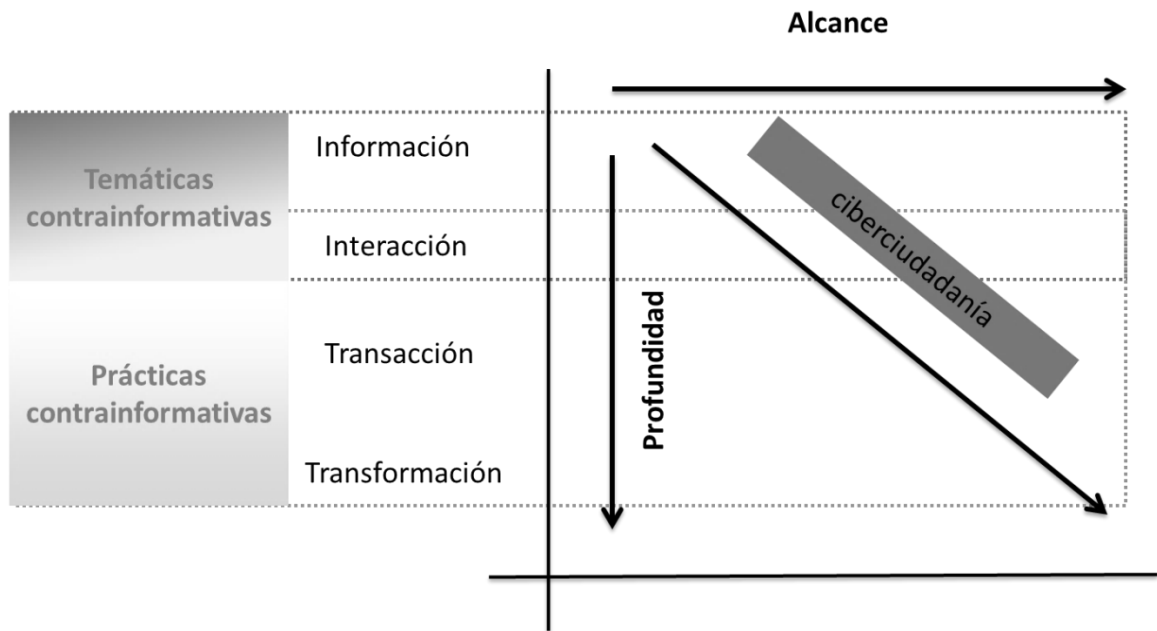 Alcance
Temáticas
contrainformativas
Información
Interacción
Prácticas
contrainformativas
Transacción
Transformación
Profundidad
ciberciudadanía